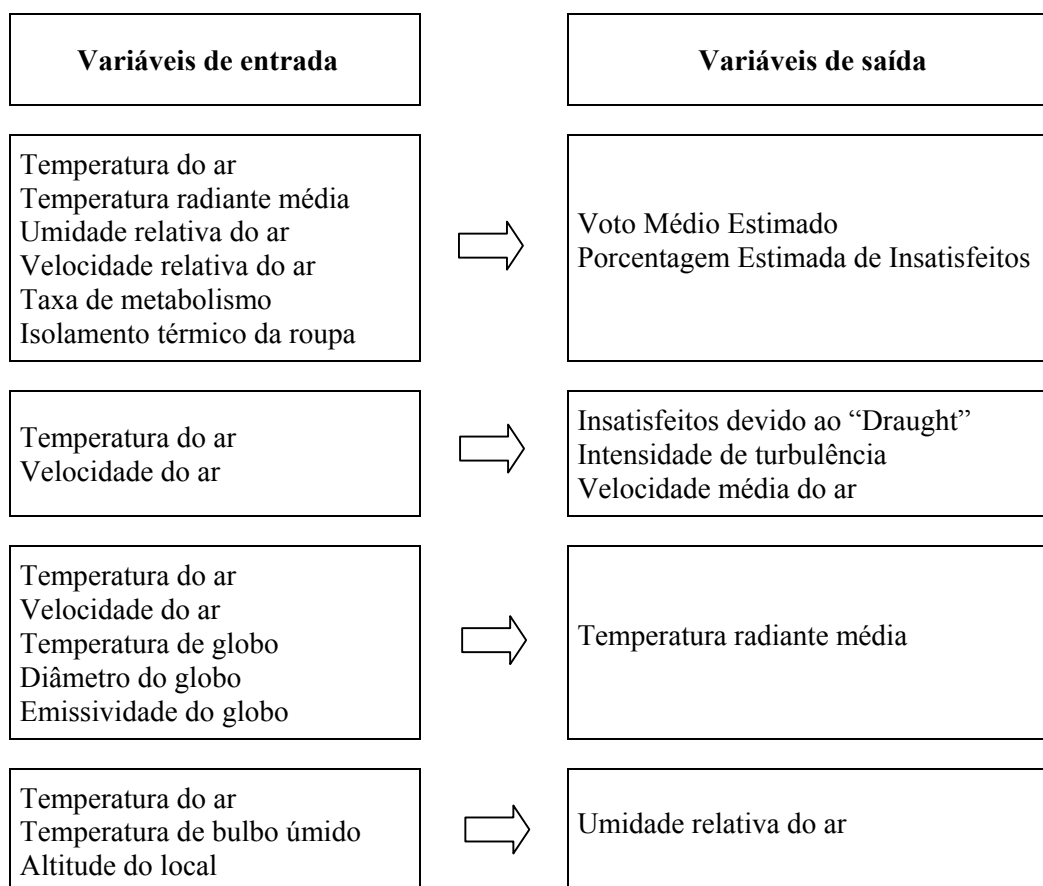 Variáveis de entrada
Variáveis de saída
Temperatura do ar
Temperatura radiante média
Umidade relativa do ar
Velocidade relativa do ar
Taxa de metabolismo
Isolamento térmico da roupa
Voto Médio Estimado
Porcentagem Estimada de Insatisfeitos
Temperatura do ar
Velocidade do ar
Insatisfeitos devido ao “Draught”
Intensidade de turbulência
Velocidade média do ar
Temperatura do ar
Velocidade do ar
Temperatura de globo
Diâmetro do globo
Emissividade do globo
Temperatura radiante média
Temperatura do ar
Temperatura de bulbo úmido
Altitude do local
Umidade relativa do ar